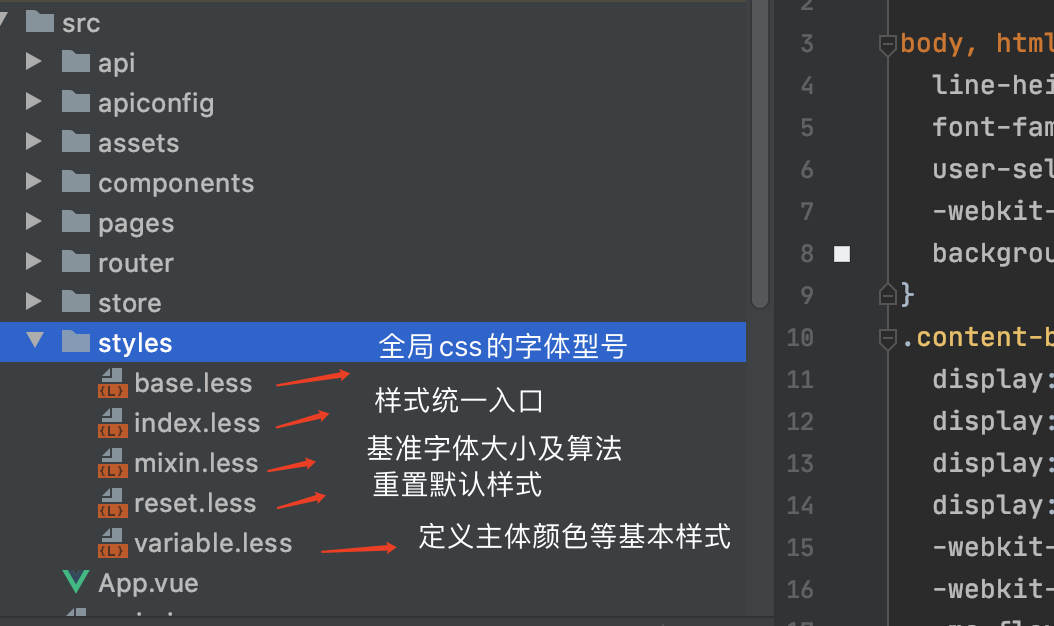 src
api
apiconfig
assets
components
pages
router
store
styles
全局css的字体型号
base.less
样式统一入口
index.less
基准字体大小及算法
mixin.less
重置默认样式
reset.less
定义主体颜色等基本样式
variable.less
App.vue
2
3 body, html
4 line-hei
5 font-fam
6 user-sel
7 -webkit-
8 backgrou
9 }
10 .content-b
11 display:
12 display:
13 display:
14 display:
15 -webkit-
16 -webkit-